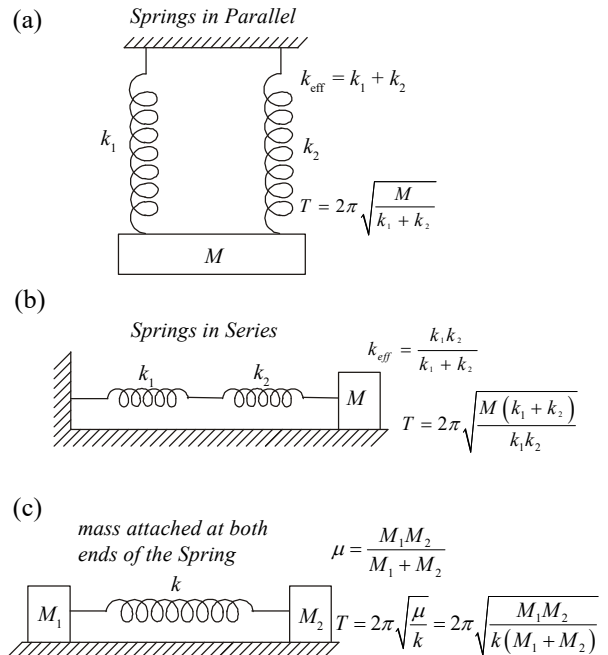 (a)
Springs in Parallel
k_eff = k_1 + k_2
k_1
k_2
T = 2π√(M/(k_1 + k_2))
M
(b)
Springs in Series
k_eff = k_1k_2/(k_1 + k_2)
k_1
k_2
M
T = 2π√(M(k_1 + k_2)/(k_1k_2))
(c)
mass attached at both
ends of the Spring
μ = M_1M_2/(M_1 + M_2)
k
M_1
M_2
T = 2π√(μ/k) = 2π√(M_1M_2/(k(M_1 + M_2)))